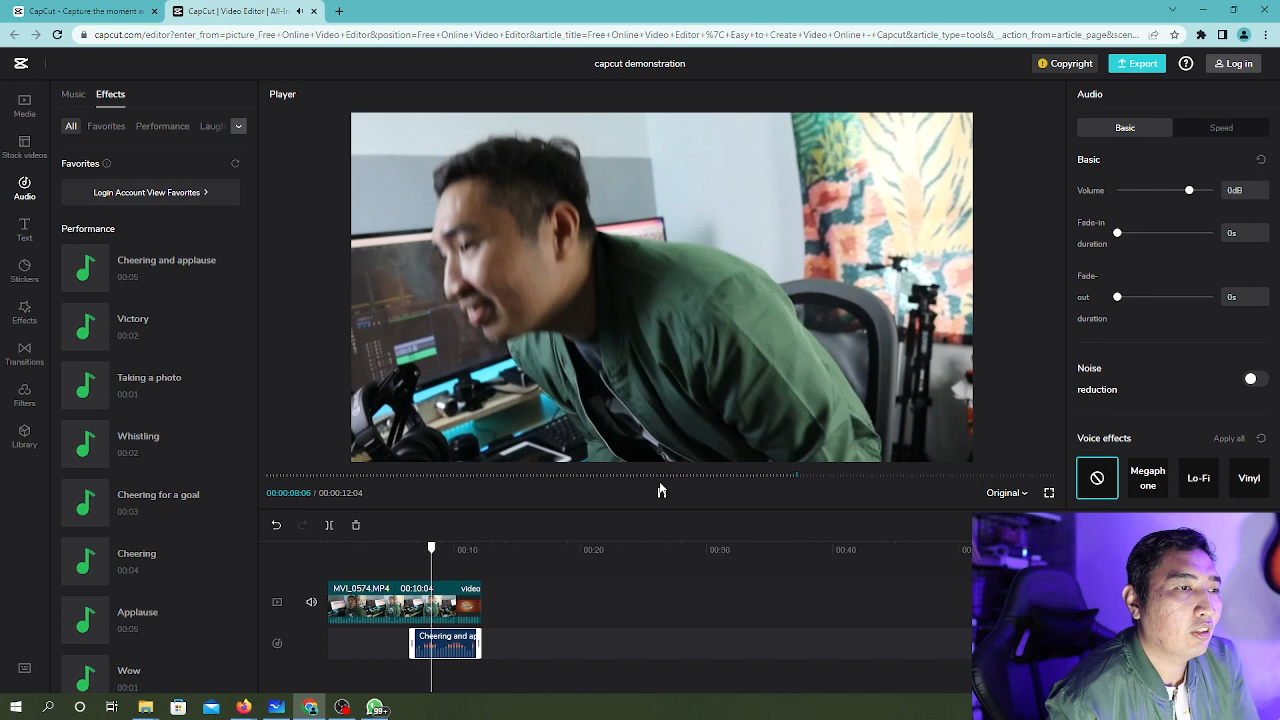 CapCut - Capture the moment a
CapCut | Video Editor | All-In
capcut.com/editor?enter_from=picture_Free+Online+Video+Editor&position=Free+Online+Video+Editor&article_title=Free+Online+Video+Editor+%7C+Easy+to+Create+Video+Online+-+Capcut&article_type=tools&__action_from=article_page&scen...
capcut demonstration
Copyright
Export
Log in
Media
Stock videos
Audio
Text
Stickers
Effects
Transitions
Filters
Library
Music
Effects
All
Favorites
Performance
Laugh
Favorites
Login Account View Favorites >
Performance
Cheering and applause
00:05
Victory
00:02
Taking a photo
00:01
Whistling
00:02
Cheering for a goal
00:03
Cheering
00:04
Applause
00:05
Wow
00:01
Player
00:00:08:06 / 00:00:12:04
Original
Audio
Basic
Speed
Basic
Volume
0dB
Fade-in
duration
0s
Fade-
out
duration
0s
Noise
reduction
Voice effects
Apply all
Megaph
one
Lo-Fi
Vinyl
00:10
00:20
00:30
00:40
00
MVI_0574.MP4
00:10:04
video
Cheering and ap
99+